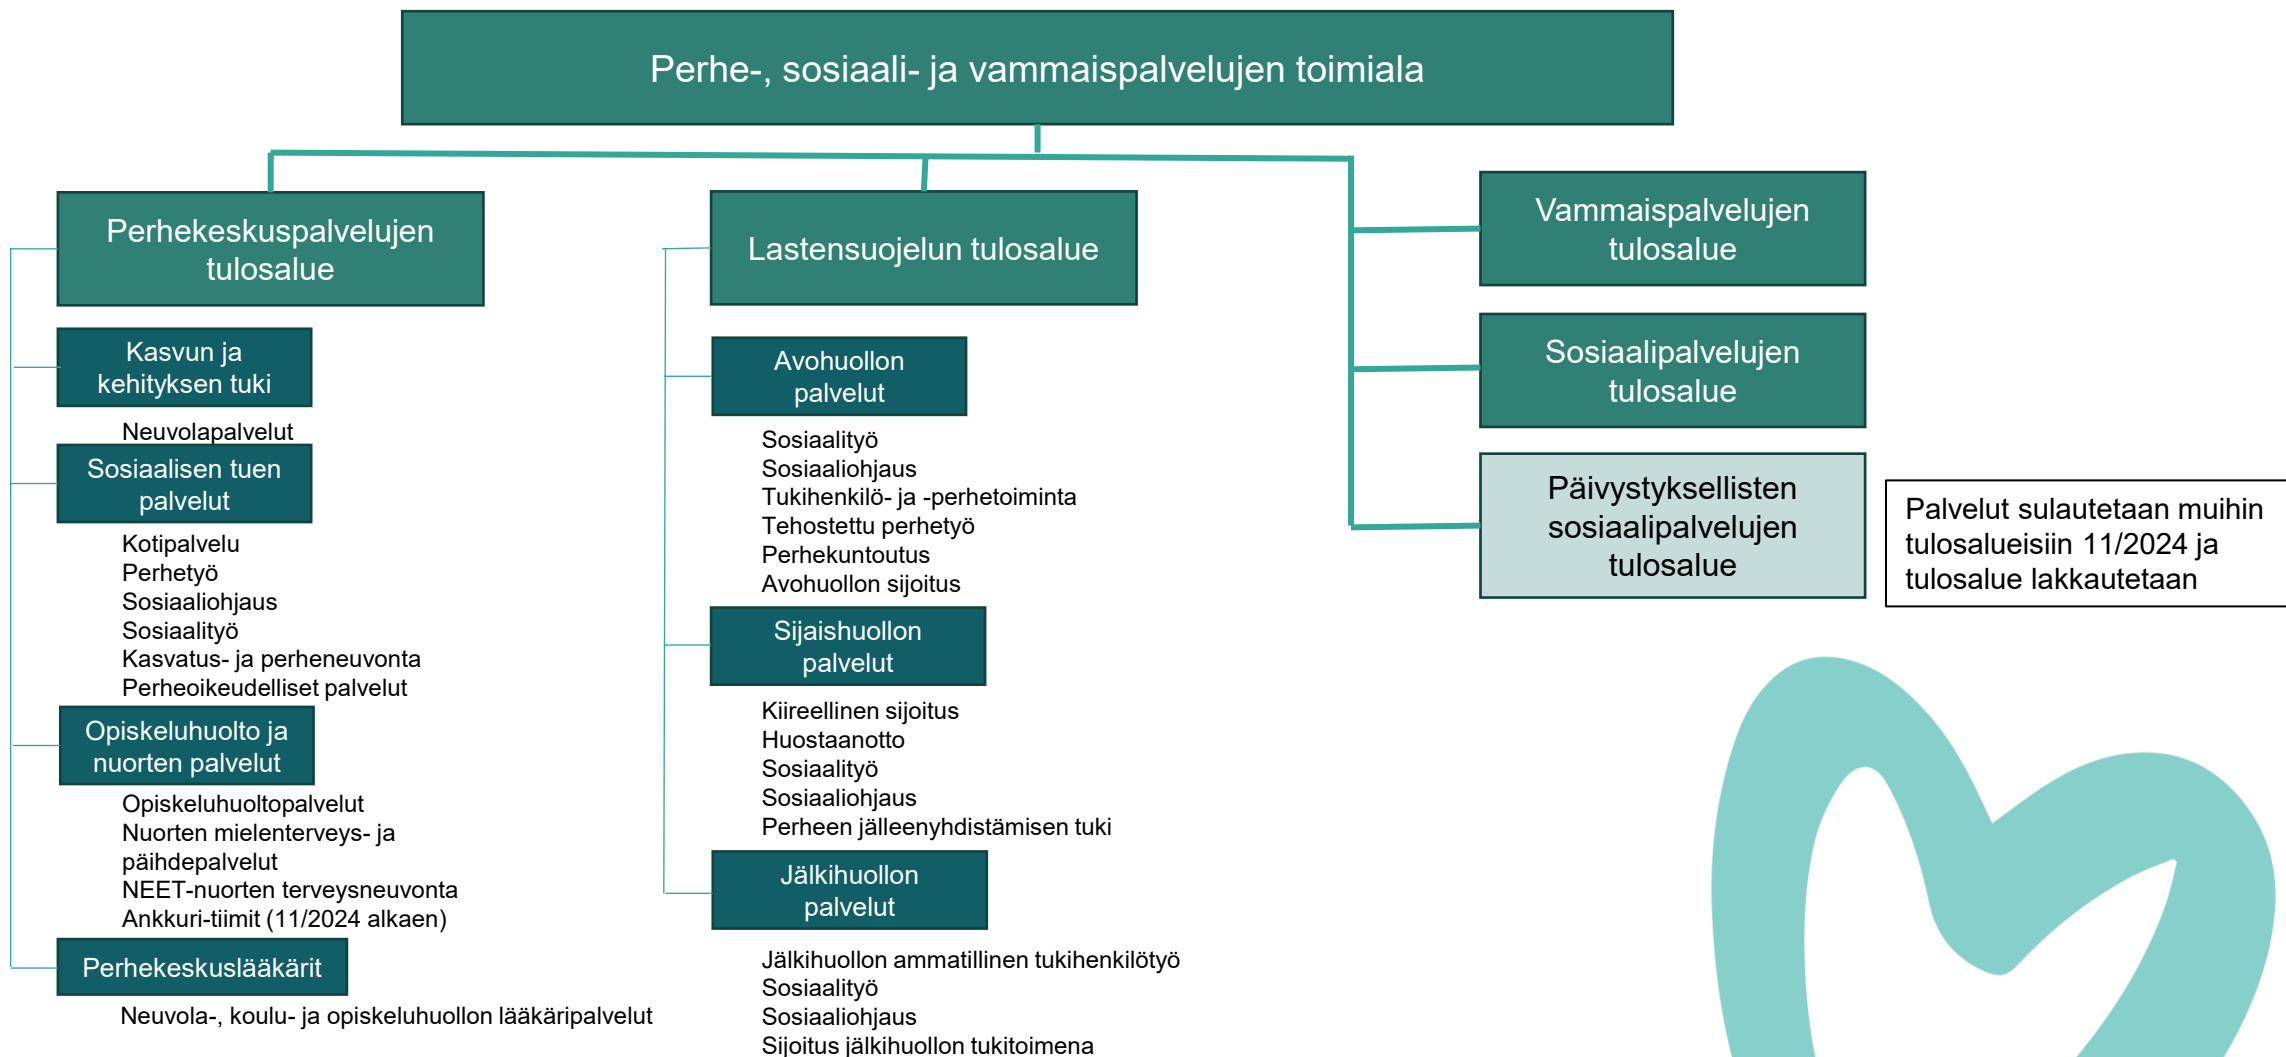 Perhe-, sosiaali- ja vammaispalvelujen toimiala
Perhekeskuspalvelujen
tulosalue
Kasvun ja
kehityksen tuki
Neuvolapalvelut
Sosiaalisen tuen
palvelut
Kotipalvelu
Perhetyö
Sosiaaliohjaus
Sosiaalityö
Kasvatus- ja perheneuvonta
Perheoikeudelliset palvelut
Opiskeluhuolto ja
nuorten palvelut
Opiskeluhuoltopalvelut
Nuorten mielenterveys- ja
päihdepalvelut
NEET-nuorten terveysneuvonta
Ankkuri-tiimit (11/2024 alkaen)
Perhekeskuslääkärit
Neuvola-, koulu- ja opiskeluhuollon lääkäripalvelut
Lastensuojelun tulosalue
Avohuollon
palvelut
Sosiaalityö
Sosiaaliohjaus
Tukihenkilö- ja -perhetoiminta
Tehostettu perhetyö
Perhekuntoutus
Avohuollon sijoitus
Sijaishuollon
palvelut
Kiireellinen sijoitus
Huostaanotto
Sosiaalityö
Sosiaaliohjaus
Perheen jälleenyhdistämisen tuki
Jälkihuollon
palvelut
Jälkihuollon ammatillinen tukihenkilötyö
Sosiaalityö
Sosiaaliohjaus
Sijoitus jälkihuollon tukitoimena
Vammaispalvelujen
tulosalue
Sosiaalipalvelujen
tulosalue
Päivystyksellisten
sosiaalipalvelujen
tulosalue
Palvelut sulautetaan muihin
tulosalueisiin 11/2024 ja
tulosalue lakkautetaan